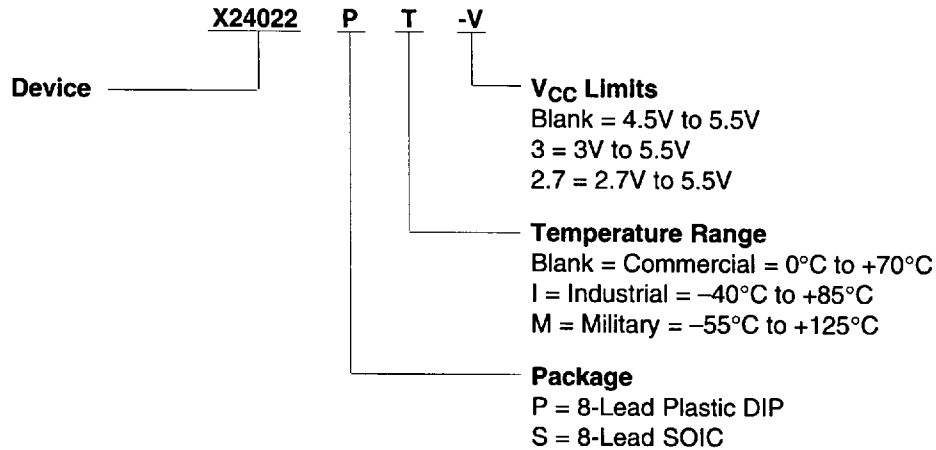 X24022 P T -V
Device
VCC Limits
Blank = 4.5V to 5.5V
3 = 3V to 5.5V
2.7 = 2.7V to 5.5V
Temperature Range
Blank = Commercial = 0°C to +70°C
I = Industrial = –40°C to +85°C
M = Military = –55°C to +125°C
Package
P = 8-Lead Plastic DIP
S = 8-Lead SOIC